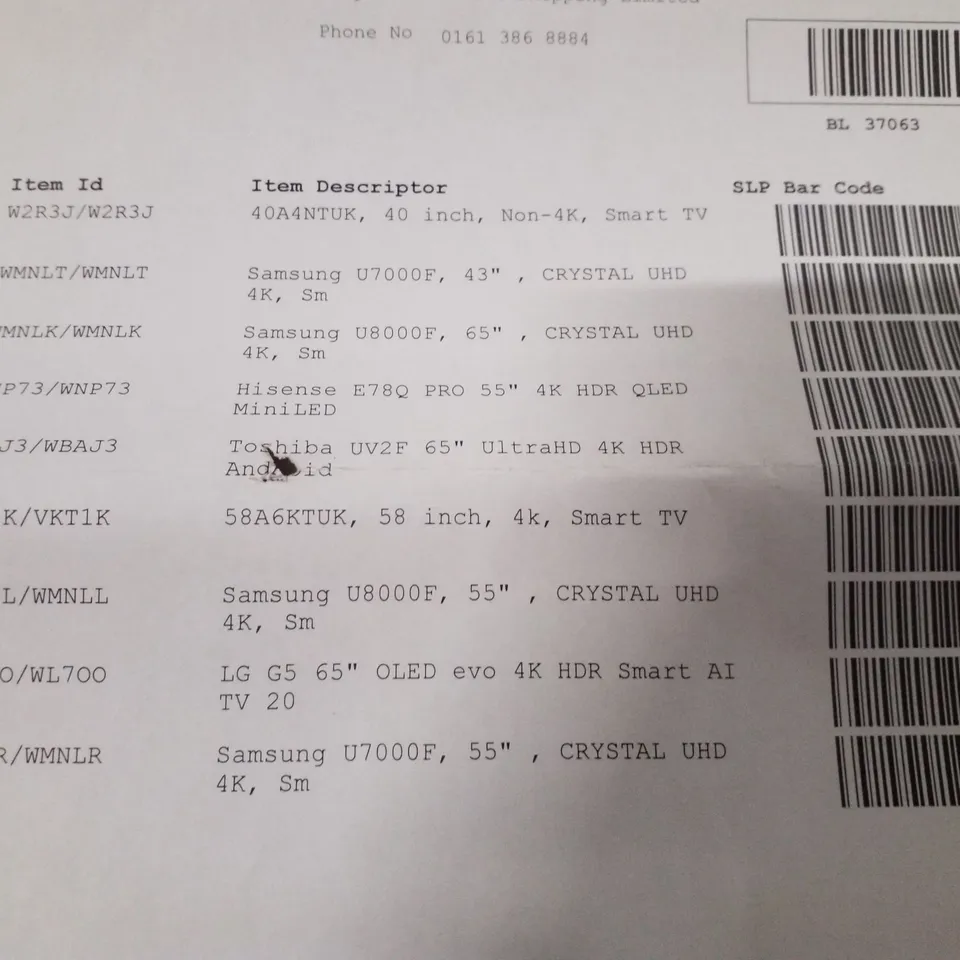 Limited
Phone No 0161 386 8884
BL 37063
Item Id Item Descriptor SLP Bar Code
W2R3J/W2R3J 40A4NTUK, 40 inch, Non-4K, Smart TV
WMNLT/WMNLT Samsung U7000F, 43" , CRYSTAL UHD
4K, Sm
WMNLK/WMNLK Samsung U8000F, 65" , CRYSTAL UHD
4K, Sm
P73/WNP73 Hisense E78Q PRO 55" 4K HDR QLED
MiniLED
J3/WBAJ3 Toshiba UV2F 65" UltraHD 4K HDR
Android
K/VKT1K 58A6KTUK, 58 inch, 4k, Smart TV
L/WMNLL Samsung U8000F, 55" , CRYSTAL UHD
4K, Sm
O/WL7OO LG G5 65" OLED evo 4K HDR Smart AI
TV 20
R/WMNLR Samsung U7000F, 55" , CRYSTAL UHD
4K, Sm